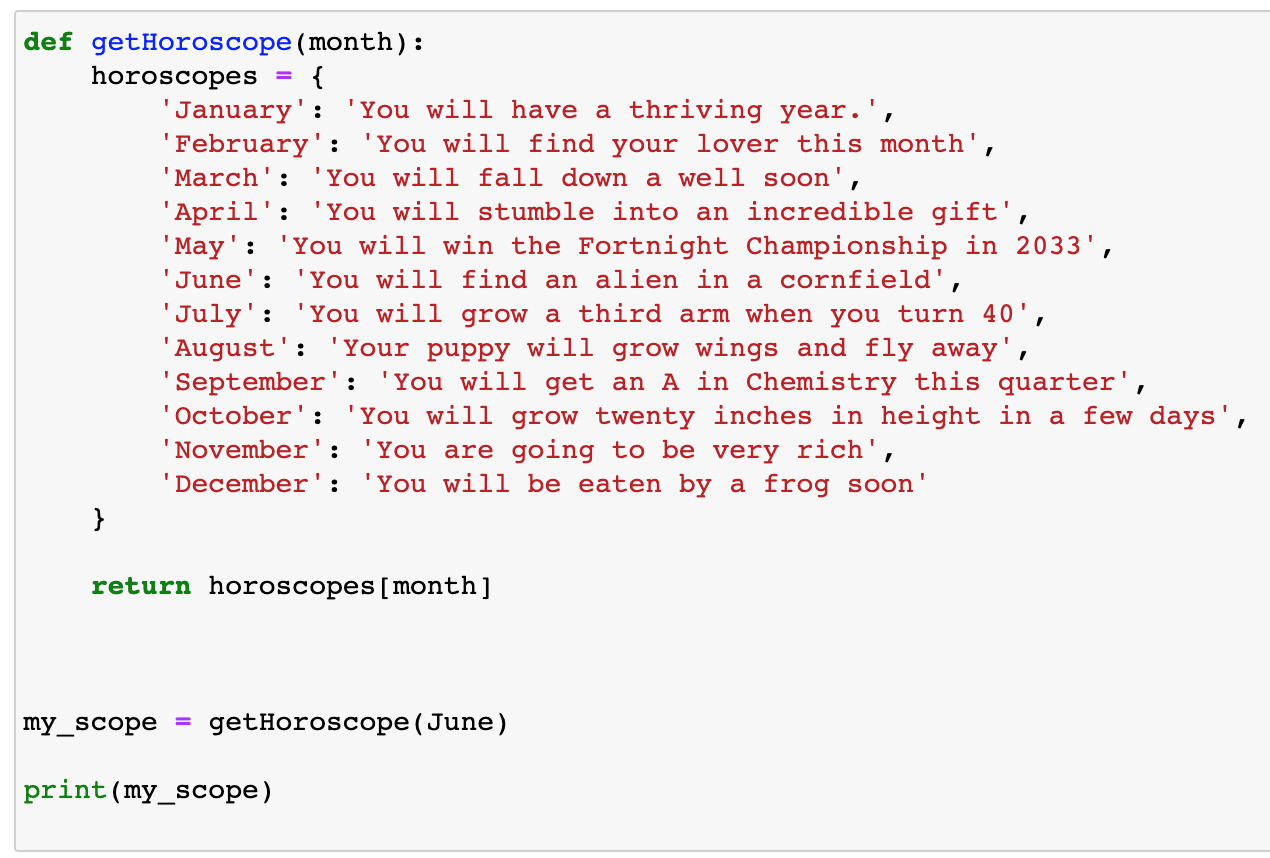 def getHoroscope(month):
    horoscopes = {
        'January': 'You will have a thriving year.',
        'February': 'You will find your lover this month',
        'March': 'You will fall down a well soon',
        'April': 'You will stumble into an incredible gift',
        'May': 'You will win the Fortnight Championship in 2033',
        'June': 'You will find an alien in a cornfield',
        'July': 'You will grow a third arm when you turn 40',
        'August': 'Your puppy will grow wings and fly away',
        'September': 'You will get an A in Chemistry this quarter',
        'October': 'You will grow twenty inches in height in a few days',
        'November': 'You are going to be very rich',
        'December': 'You will be eaten by a frog soon'
    }
    return horoscopes[month]
my_scope = getHoroscope(June)
print(my_scope)